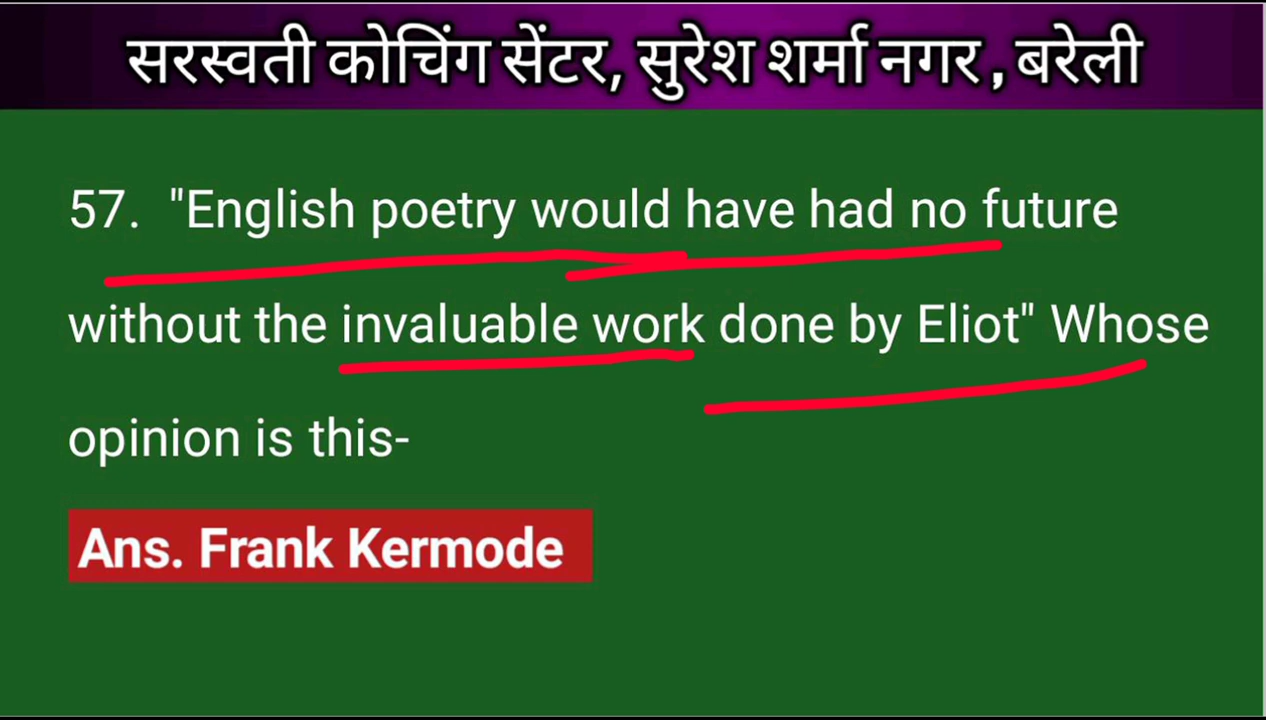 सरस्वती कोचिंग सेंटर, सुरेश शर्मा नगर , बरेली
57. "English poetry would have had no future
without the invaluable work done by Eliot" Whose
opinion is this-
Ans. Frank Kermode